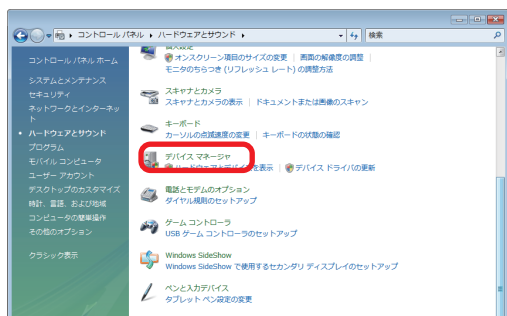 コントロール パネル ▸ ハードウェアとサウンド ▸
検索
コントロール パネル ホーム
システムとメンテナンス
セキュリティ
ネットワークとインターネッ
ト
ハードウェアとサウンド
プログラム
モバイル コンピュータ
ユーザー アカウント
デスクトップのカスタマイズ
時計、言語、および地域
コンピュータの簡単操作
その他のオプション
クラシック表示
オンスクリーン項目のサイズの変更 | 画面の解像度の調整 |
モニタのちらつき (リフレッシュ レート) の調整方法
スキャナとカメラ
スキャナとカメラの表示 | ドキュメントまたは画像のスキャン
キーボード
カーソルの点滅速度の変更 | キーボードの状態の確認
デバイス マネージャ
ハードウェアとデバイスを表示 | デバイス ドライバの更新
電話とモデムのオプション
ダイヤル規則のセットアップ
ゲーム コントローラ
USB ゲーム コントローラのセットアップ
Windows SideShow
Windows SideShow で使用するセカンダリ ディスプレイのセットアップ
ペンと入力デバイス
タブレット ペン設定の変更